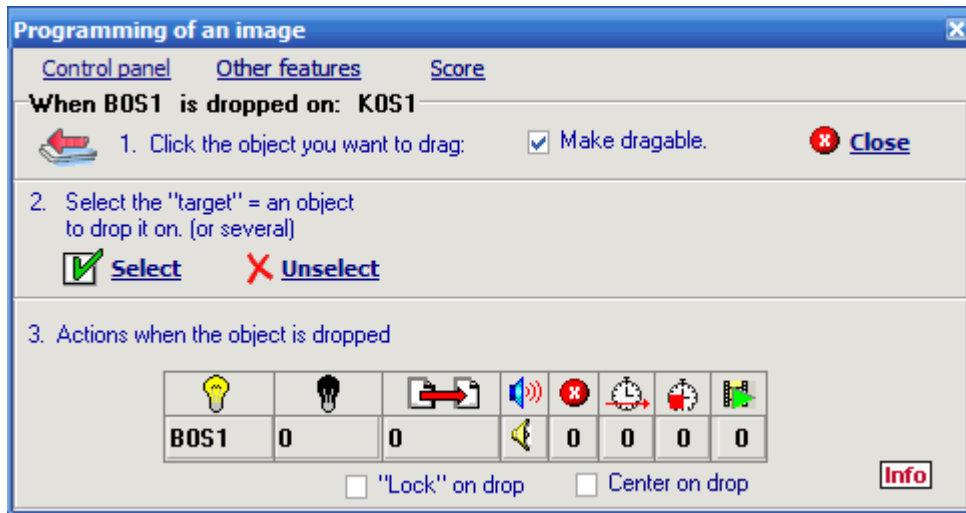 Programming of an image
Control panel Other features Score
When B0S1 is dropped on: K0S1
1. Click the object you want to drag: Make dragable. Close
2. Select the "target" = an object
to drop it on. (or several)
Select Unselect
3. Actions when the object is dropped
B0S1 0 0 0 0 0 0
"Lock" on drop Center on drop Info